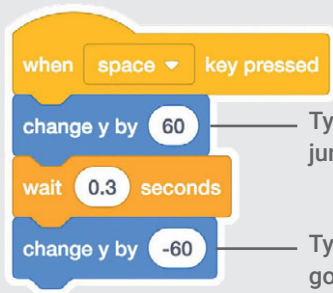 when space key pressed
change y by 60
wait 0.3 seconds
change y by -60